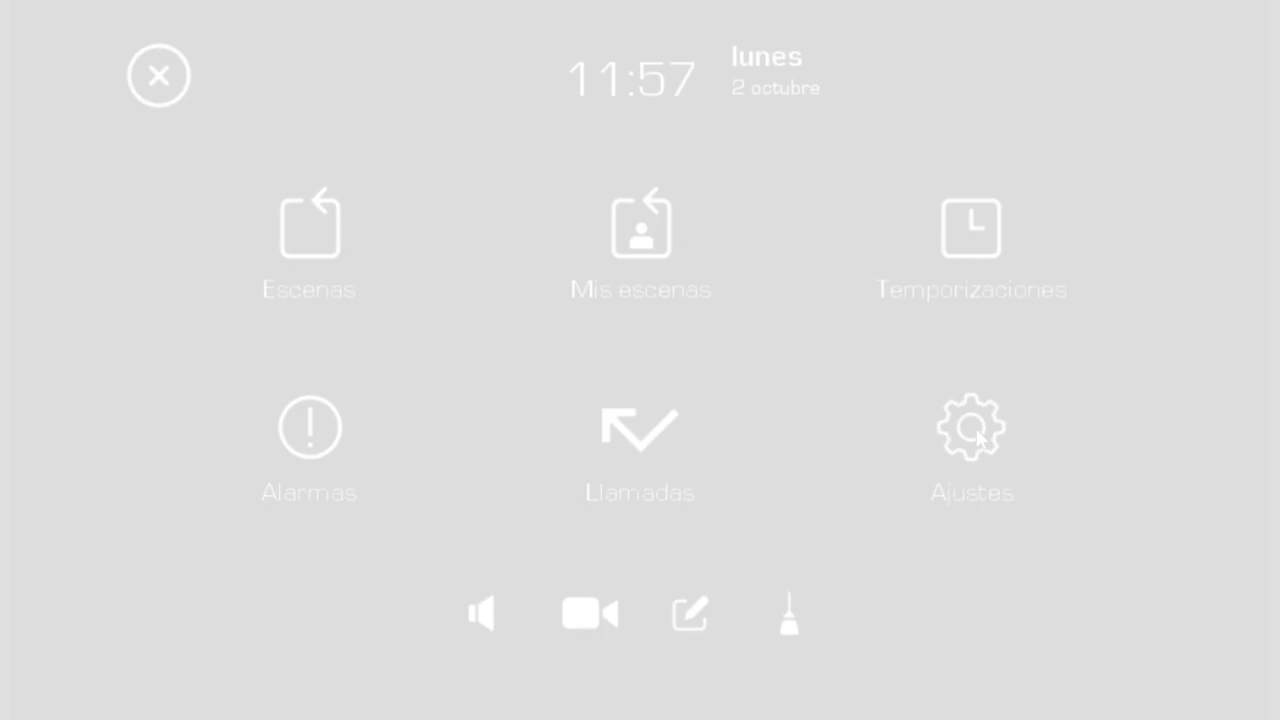 11:57
lunes
2 octubre
Escenas
Mis escenas
Temporizaciones
Alarmas
Llamadas
Ajustes